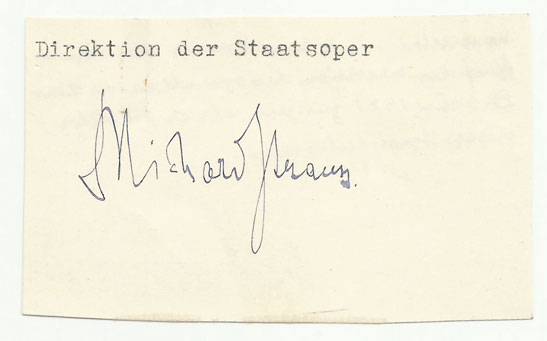 Direktion der Staatsoper
Richard Strauss.